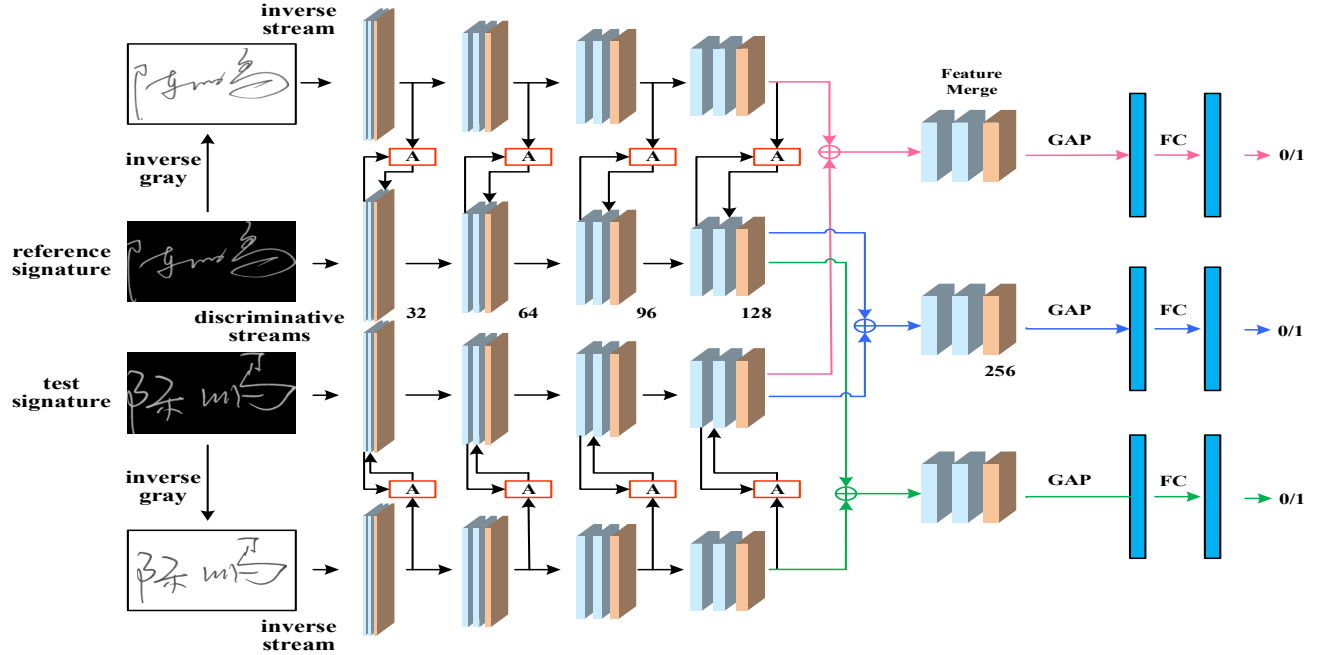 inverse
stream
inverse
gray
reference
signature
discriminative
streams
test
signature
inverse
gray
inverse
stream
A
A
A
A
32
64
96
128
A
A
A
A
Feature
Merge
GAP
FC
0/1
GAP
FC
0/1
256
GAP
FC
0/1